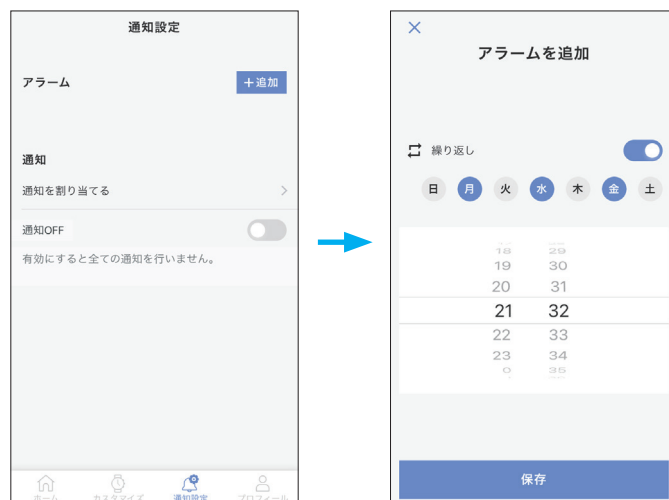 通知設定
アラーム
＋追加
通知
通知を割り当てる
通知OFF
有効にすると全ての通知を行いません。
ホーム カスタマイズ 通知設定 プロフィール
アラームを追加
繰り返し
日 月 火 水 木 金 土
18 29
19 30
20 31
21 32
22 33
23 34
0 35
保存